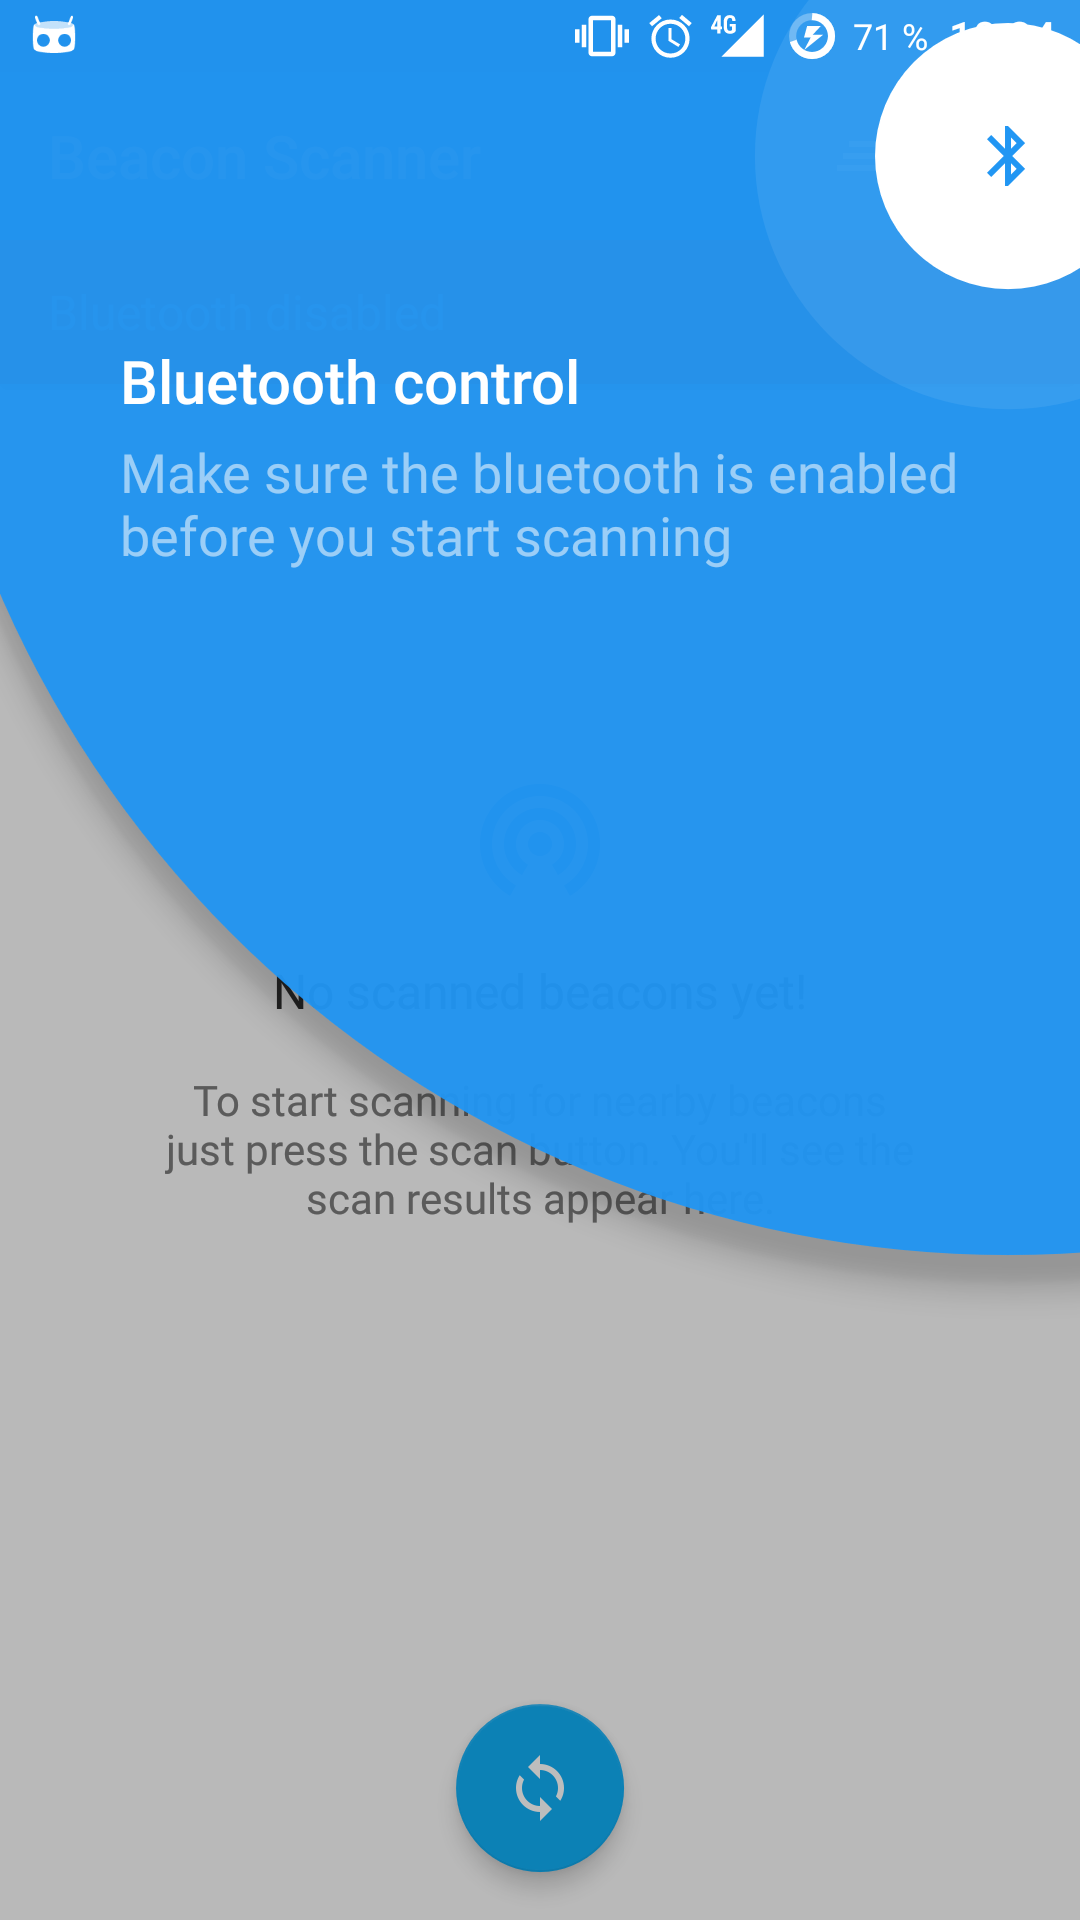 4G 71 %
Beacon Scanner
Bluetooth disabled
Bluetooth control
Make sure the bluetooth is enabled
before you start scanning
No scanned beacons yet!
To start scanning for nearby beacons
just press the scan button. You'll see the
scan results appear here.